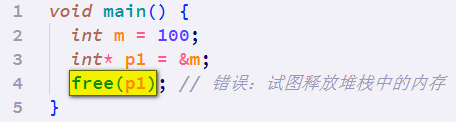 1 void main() {
2 int m = 100;
3 int* p1 = &m;
4 free(p1); // 错误：试图释放堆栈中的内存
5 }